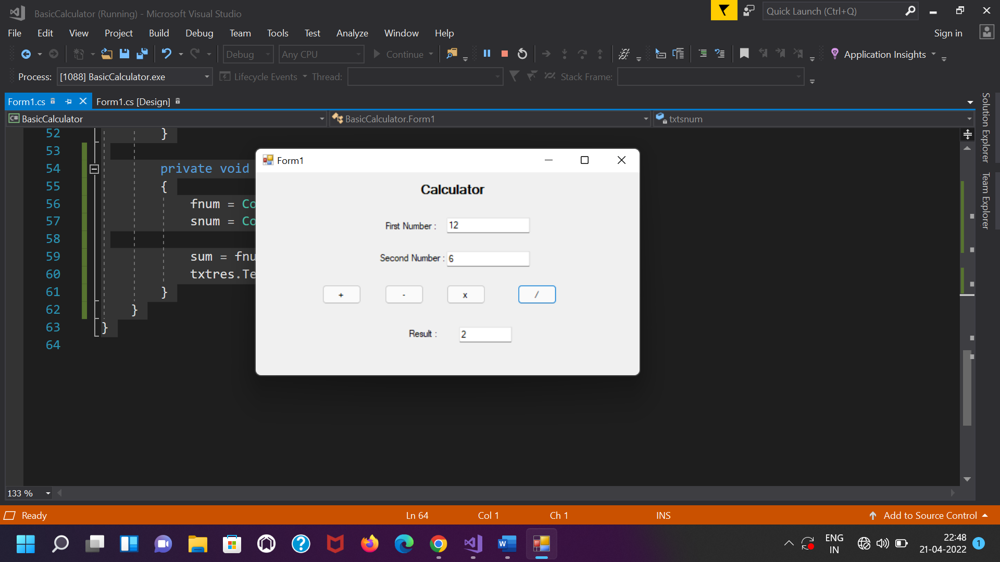 BasicCalculator (Running) - Microsoft Visual Studio
Quick Launch (Ctrl+Q)
File Edit View Project Build Debug Team Tools Test Analyze Window Help
Sign in
Debug Any CPU Continue Application Insights
Process: [1088] BasicCalculator.exe Lifecycle Events Thread: Stack Frame:
Form1.cs Form1.cs [Design]
C# BasicCalculator BasicCalculator.Form1 txtsnum
Solution Explorer
Team Explorer
52 }
53
54 private void
55 {
56 fnum = Co
57 snum = Co
58
59 sum = fnu
60 txtres.Te
61 }
62 }
63 }
64
Form1
Calculator
First Number : 12
Second Number : 6
+ - x /
Result : 2
133 %
Ready Ln 64 Col 1 Ch 1 INS Add to Source Control
ENG
IN
22:48
21-04-2022
1